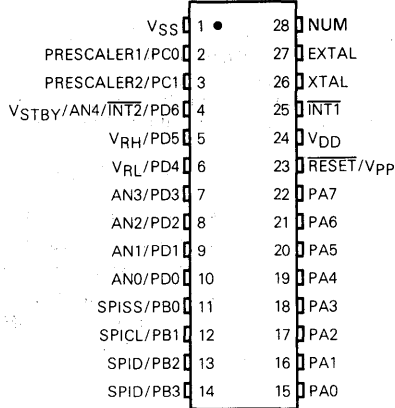 VSS 1 28 NUM
PRESCALER1/PC0 2 27 EXTAL
PRESCALER2/PC1 3 26 XTAL
VSTBY/AN4/INT2/PD6 4 25 INT1
VRH/PD5 5 24 VDD
VRL/PD4 6 23 RESET/VPP
AN3/PD3 7 22 PA7
AN2/PD2 8 21 PA6
AN1/PD1 9 20 PA5
AN0/PD0 10 19 PA4
SPISS/PB0 11 18 PA3
SPICL/PB1 12 17 PA2
SPID/PB2 13 16 PA1
SPID/PB3 14 15 PA0